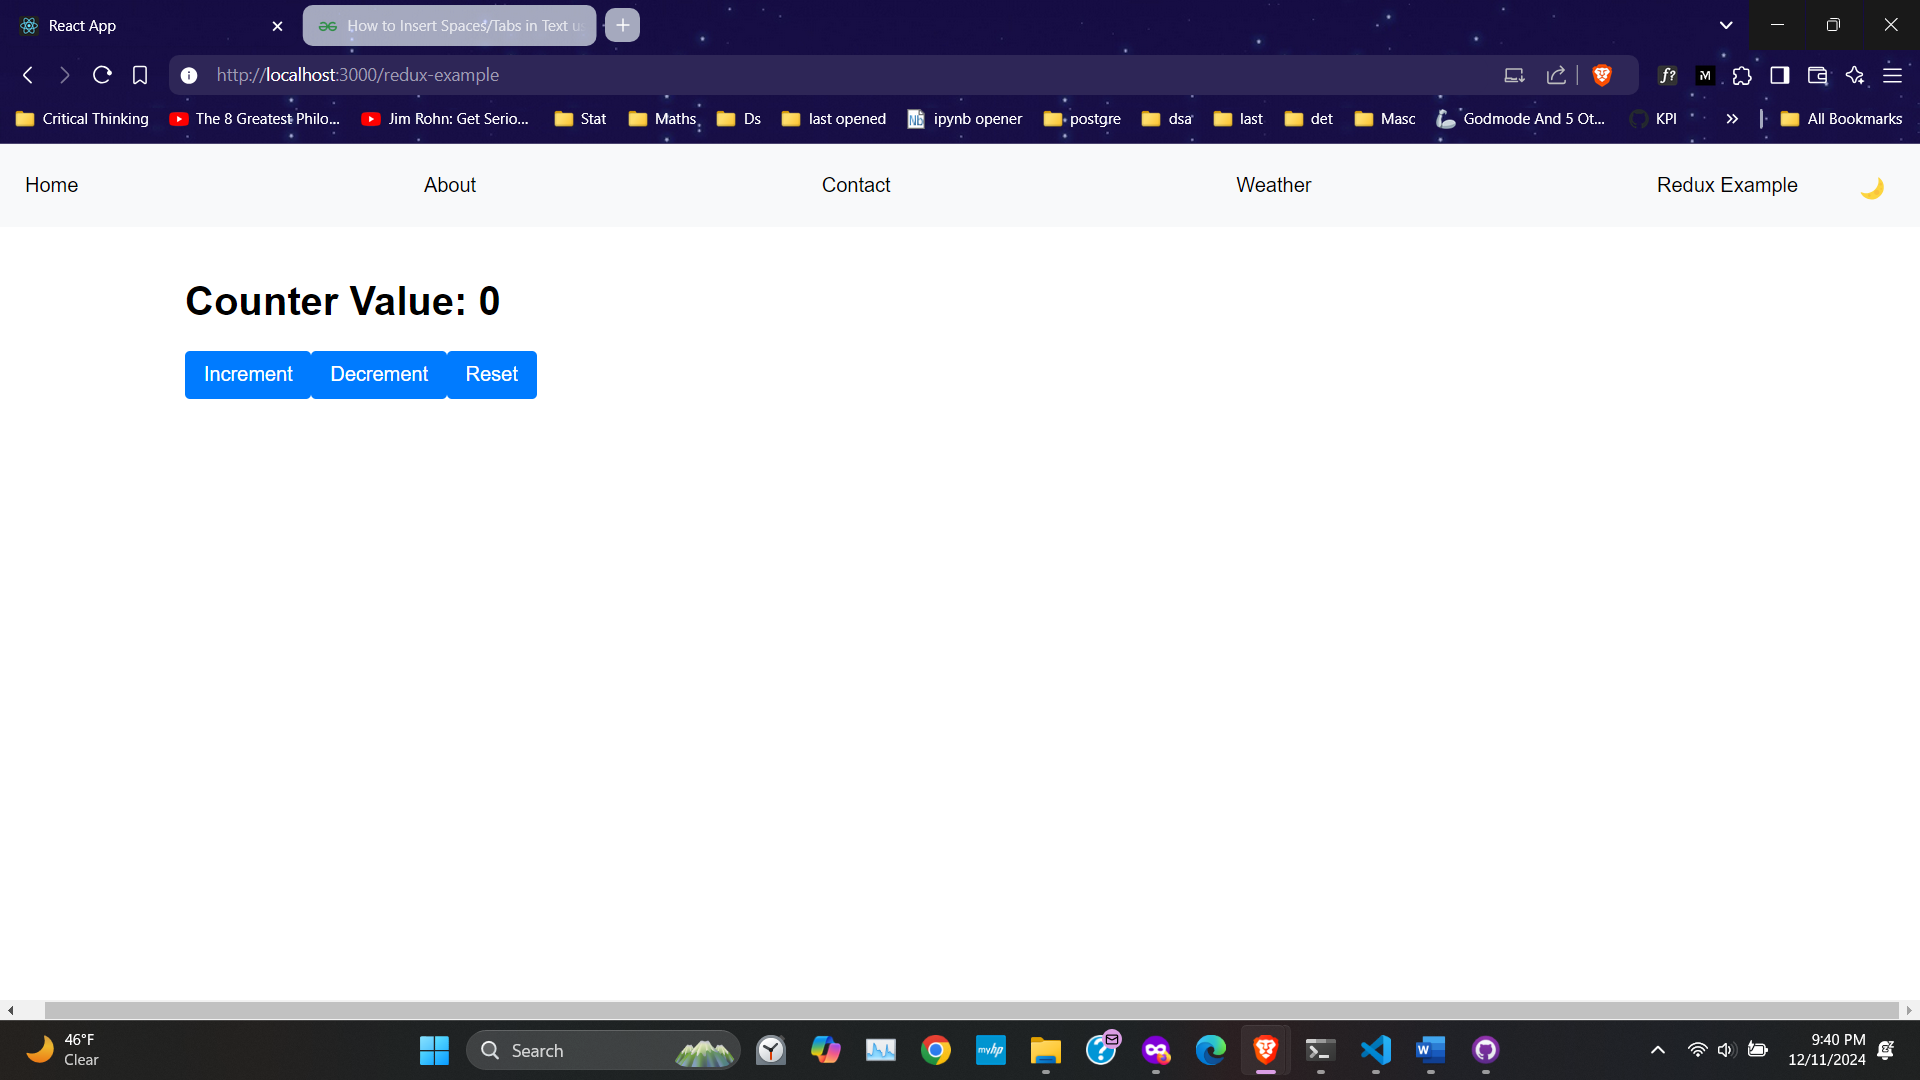 React App
How to Insert Spaces/Tabs in Text u
http://localhost:3000/redux-example
Critical Thinking The 8 Greatest Philo... Jim Rohn: Get Serio... Stat Maths Ds last opened ipynb opener postgre dsa last det Masc Godmode And 5 Ot... KPI » All Bookmarks
Home About Contact Weather Redux Example
Counter Value: 0
Increment Decrement Reset
46°F
Clear
Search
9:40 PM
12/11/2024